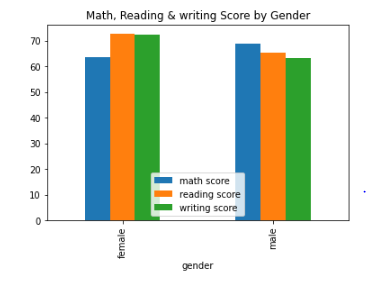 Math, Reading & writing Score by Gender
70
60
50
40
30
20
10
0
math score
reading score
writing score
female
male
gender